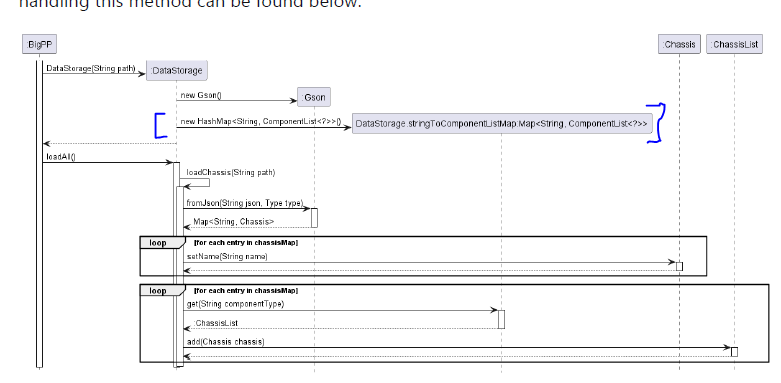 handling this method can be found below.
:BigPP
:Chassis
:ChassisList
DataStorage(String path)
:DataStorage
new Gson()
:Gson
new HashMap<String, ComponentList<?>>()
DataStorage.stringToComponentListMap:Map<String, ComponentList<?>>
loadAll()
loadChassis(String path)
fromJson(String json, Type type)
Map<String, Chassis>
loop [for each entry in chassisMap]
setName(String name)
loop [for each entry in chassisMap]
get(String componentType)
:ChassisList
add(Chassis chassis)